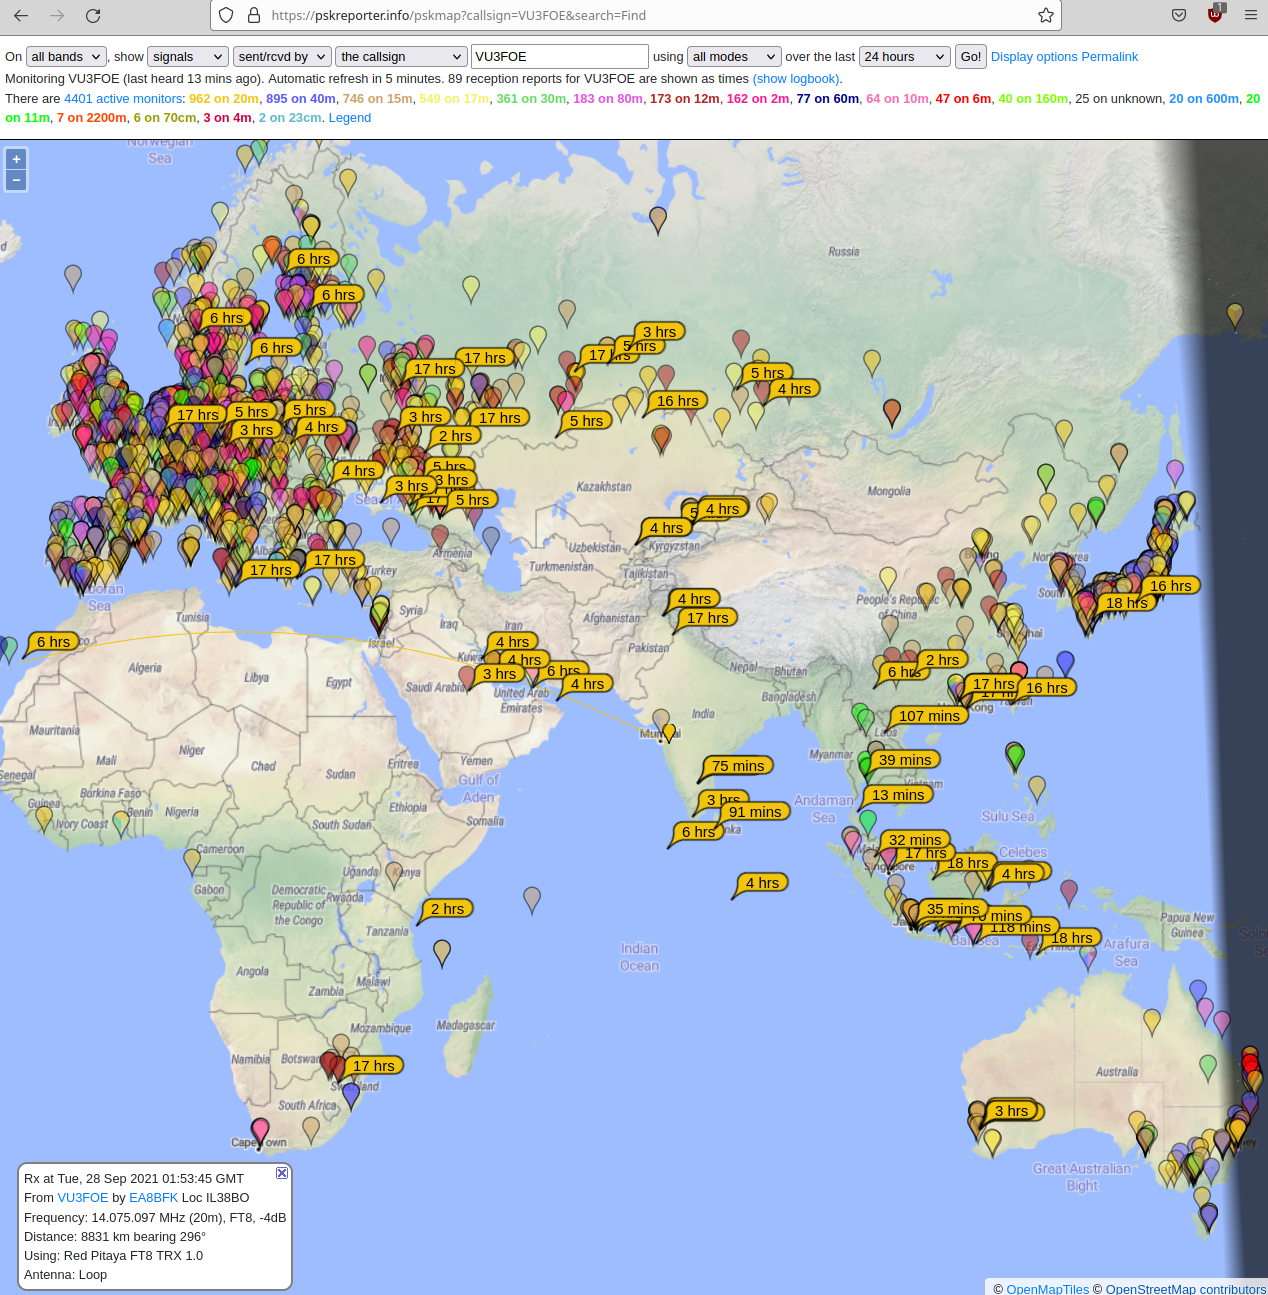 https://pskreporter.info/pskmap?callsign=VU3FOE&search=Find
1
On all bands, show signals sent/rcvd by the callsign VU3FOE using all modes over the last 24 hours Go! Display options Permalink
Monitoring VU3FOE (last heard 13 mins ago). Automatic refresh in 5 minutes. 89 reception reports for VU3FOE are shown as times (show logbook).
There are 4401 active monitors: 962 on 20m, 895 on 40m, 746 on 15m, 549 on 17m, 361 on 30m, 183 on 80m, 173 on 12m, 162 on 2m, 77 on 60m, 64 on 10m, 47 on 6m, 40 on 160m, 25 on unknown, 20 on 600m, 20
on 11m, 7 on 2200m, 6 on 70cm, 3 on 4m, 2 on 23cm. Legend
Norwegian
Sea
+
−
Russia
6 hrs
6 hrs
6 hrs
6 hrs
3 hrs
5 hrs
17 hrs
17 hrs
17 hrs
5 hrs
4 hrs
16 hrs
17 hrs
5 hrs
5 hrs
3 hrs
4 hrs
3 hrs
17 hrs
5 hrs
2 hrs
4 hrs
5 hrs
3 hrs
3 hrs
5 hrs
Kazakhstan
Mongolia
4 hrs
4 hrs
Uzbekistan
Kyrgyzstan
Turkmenistan
Tajikistan
Armenia
Turkey
17 hrs
17 hrs
Sea
Tunisia
Syria
Iraq
Iran
Afghanistan
Pakistan
People's Republic
of China
16 hrs
18 hrs
4 hrs
17 hrs
6 hrs
Israel
Algeria
Libya
Egypt
Saudi Arabia
United Arab
Emirates
4 hrs
4 hrs
3 hrs
6 hrs
4 hrs
Nepal
Bhutan
Bangladesh
India
Mumbai
2 hrs
6 hrs
17 hrs
16 hrs
Kong
107 mins
Laos
Mauritania
Mali
Niger
Chad
Sudan
Eritrea
Yemen
Gulf of
Aden
Senegal
Guinea
Burkina Faso
Benin
Nigeria
Ivory Coast
Ethiopia
South Sudan
Somalia
Cameroon
Gabon
Uganda
Kenya
Rwanda
Democratic
Republic of
the Congo
Tanzania
Angola
Zambia
Malawi
Mozambique
Madagascar
Namibia
Botswana
South Africa
Cape Town
75 mins
3 hrs
91 mins
6 hrs
4 hrs
2 hrs
17 hrs
Myanmar
Andaman
Sea
39 mins
Vietnam
13 mins
Sulu Sea
32 mins
17 hrs
18 hrs
Celebes
4 hrs
Singapore
35 mins
118 mins
18 hrs
Bali Sea
Arafura
Sea
Papua New
Guinea
Indian
Ocean
Australia
3 hrs
Great Australian
Bight
Rx at Tue, 28 Sep 2021 01:53:45 GMT
From VU3FOE by EA8BFK Loc IL38BO
Frequency: 14.075.097 MHz (20m), FT8, -4dB
Distance: 8831 km bearing 296°
Using: Red Pitaya FT8 TRX 1.0
Antenna: Loop
© OpenMapTiles © OpenStreetMap contributors